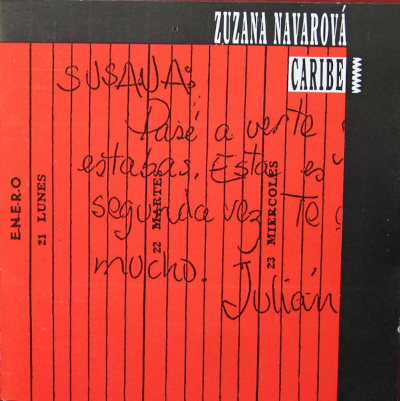 ZUZANA NAVAROVÁ
CARIBE
SUSANA:
Pasé a verte
estabas. Esta es
segunda vez. Te
mucho.
Julián
E.N.E.R.O
21 LUNES
22 MARTES
23 MIERCOLES